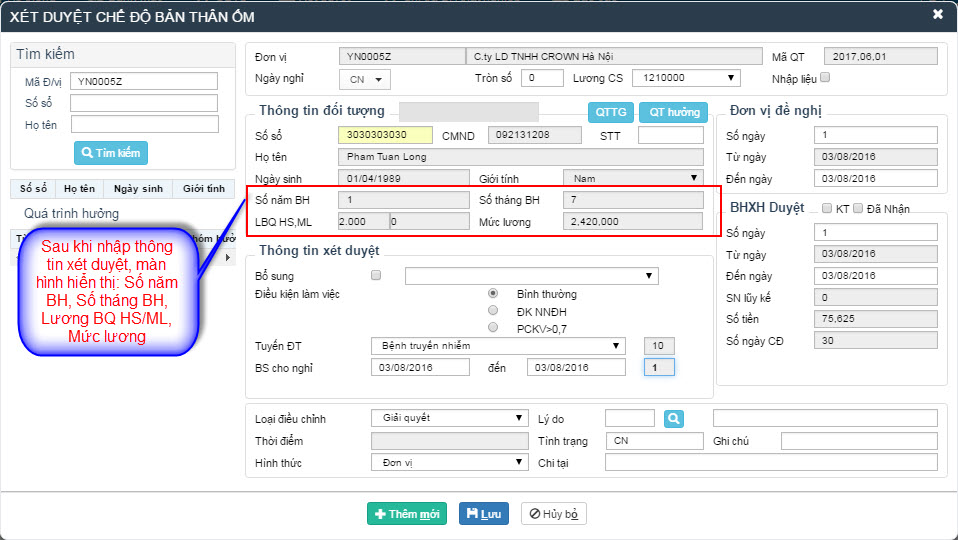 XÉT DUYỆT CHẾ ĐỘ BẢN THÂN ỐM
Tìm kiếm
Mã Đ/vị YN0005Z
Số sổ
Họ tên
Tìm kiếm
Số sổ Họ tên Ngày sinh Giới tính
Quá trình hưởng
Sau khi nhập thông
tin xét duyệt, màn
hình hiển thị: Số năm
BH, Số tháng BH,
Lương BQ HS/ML,
Mức lương
Đơn vị YN0005Z C.ty LD TNHH CROWN Hà Nội Mã QT 2017,06,01
Ngày nghỉ CN Tròn số 0 Lương CS 1210000 Nhập liệu
Thông tin đối tượng QTTG QT hưởng
Số sổ 3030303030 CMND 092131208 STT
Họ tên Pham Tuan Long
Ngày sinh 01/04/1989 Giới tính Nam
Số năm BH 1 Số tháng BH 7
LBQ HS,ML 2.000 0 Mức lương 2,420,000
Thông tin xét duyệt
Bổ sung
Điều kiện làm việc Bình thường
ĐK NNĐH
PCKV>0,7
Tuyến ĐT Bệnh truyền nhiễm 10
BS cho nghỉ 03/08/2016 đến 03/08/2016 1
Đơn vị đề nghị
Số ngày 1
Từ ngày 03/08/2016
Đến ngày 03/08/2016
BHXH Duyệt KT Đã Nhận
Số ngày 1
Từ ngày 03/08/2016
Đến ngày 03/08/2016
SN lũy kế 0
Số tiền 75,625
Số ngày CĐ 30
Loại điều chỉnh Giải quyết Lý do
Thời điểm Tình trạng CN Ghi chú
Hình thức Đơn vị Chi tại
Thêm mới Lưu Hủy bỏ